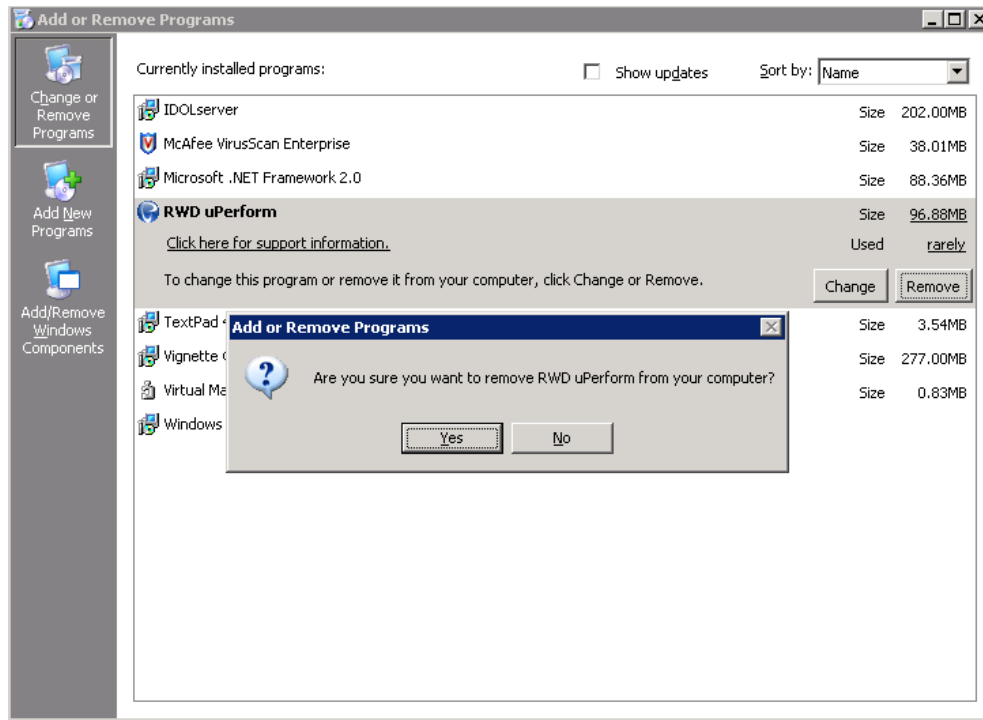 Add or Remove Programs
Change or
Remove
Programs
Add New
Programs
Add/Remove
Windows
Components
Currently installed programs:
Show updates
Sort by: Name
IDOLserver Size 202.00MB
McAfee VirusScan Enterprise Size 38.01MB
Microsoft .NET Framework 2.0 Size 88.36MB
RWD uPerform Size 96.88MB
Click here for support information. Used rarely
To change this program or remove it from your computer, click Change or Remove. Change Remove
TextPad Size 3.54MB
Vignette Size 277.00MB
Virtual Size 0.83MB
Windows
Add or Remove Programs
Are you sure you want to remove RWD uPerform from your computer?
Yes No